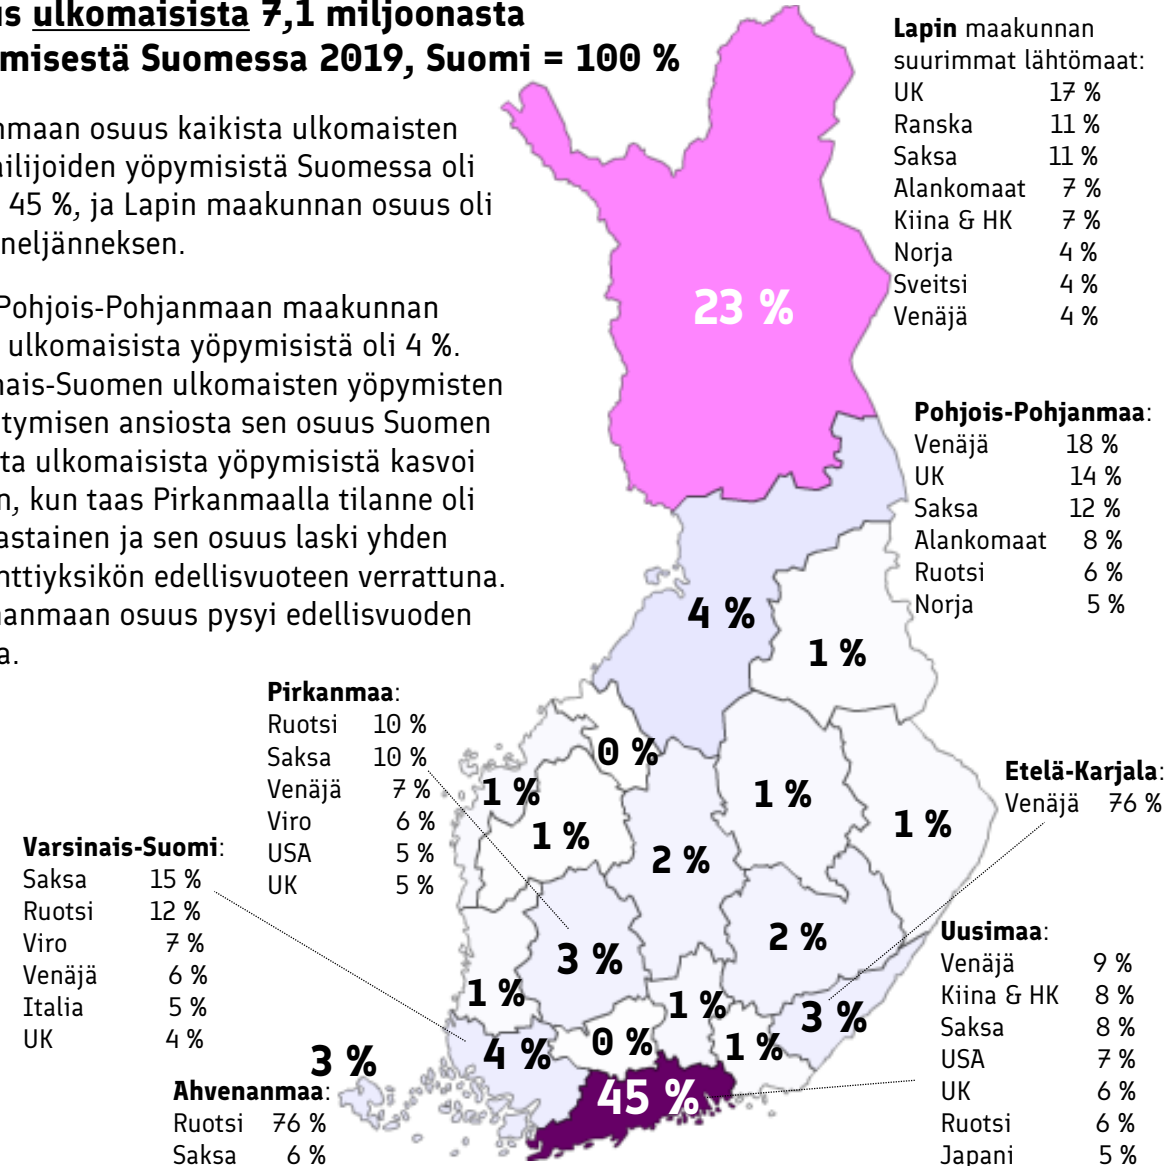 us ulkomaisista 7,1 miljoonasta
misestä Suomessa 2019, Suomi = 100 %
nmaan osuus kaikista ulkomaisten
ailijoiden yöpymisistä Suomessa oli
45 %, ja Lapin maakunnan osuus oli
neljänneksen.
Pohjois-Pohjanmaan maakunnan
ulkomaisista yöpymisistä oli 4 %.
nais-Suomen ulkomaisten yöpymisten
tymisen ansiosta sen osuus Suomen
ta ulkomaisista yöpymisistä kasvoi
n, kun taas Pirkanmaalla tilanne oli
astainen ja sen osuus laski yhden
nttiyksikön edellisvuoteen verrattuna.
nanmaan osuus pysyi edellisvuoden
a.
Lapin maakunnan
suurimmat lähtömaat:
UK 17 %
Ranska 11 %
Saksa 11 %
Alankomaat 7 %
Kiina & HK 7 %
Norja 4 %
Sveitsi 4 %
Venäjä 4 %
23 %
Pohjois-Pohjanmaa:
Venäjä 18 %
UK 14 %
Saksa 12 %
Alankomaat 8 %
Ruotsi 6 %
Norja 5 %
4 %
1 %
Pirkanmaa:
Ruotsi 10 %
Saksa 10 %
Venäjä 7 %
Viro 6 %
USA 5 %
UK 5 %
0 %
1 %
1 %
1 %
2 %
1 %
Etelä-Karjala:
Venäjä 76 %
Varsinais-Suomi:
Saksa 15 %
Ruotsi 12 %
Viro 7 %
Venäjä 6 %
Italia 5 %
UK 4 %
3 %
2 %
1 %
1 %
3 %
0 %
1 %
4 %
3 %
45 %
Ahvenanmaa:
Ruotsi 76 %
Saksa 6 %
Uusimaa:
Venäjä 9 %
Kiina & HK 8 %
Saksa 8 %
USA 7 %
UK 6 %
Ruotsi 6 %
Japani 5 %